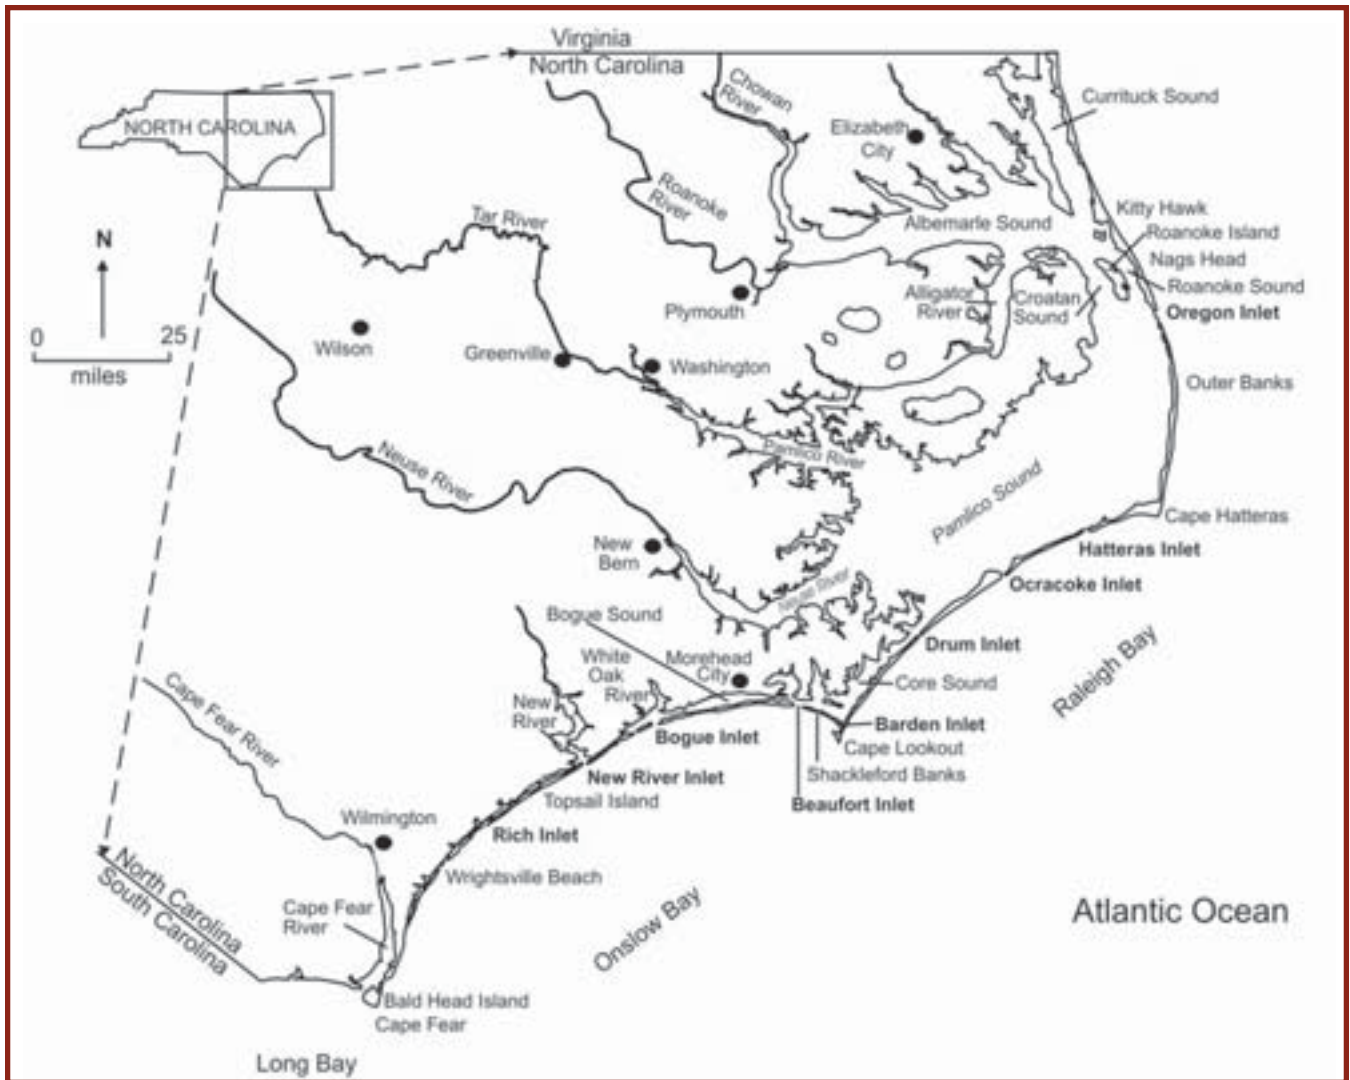 Virginia
North Carolina
NORTH CAROLINA
N
0 25
miles
Chowan
River
Elizabeth
City
Currituck Sound
Roanoke
River
Tar River
Albemarle Sound
Kitty Hawk
Roanoke Island
Nags Head
Roanoke Sound
Oregon Inlet
Plymouth
Alligator
River
Croatan
Sound
Wilson
Greenville
Washington
Outer Banks
Neuse River
Pamlico River
Pamlico Sound
Cape Hatteras
Hatteras Inlet
Ocracoke Inlet
New
Bern
Neuse River
Bogue Sound
Drum Inlet
Raleigh Bay
White
Oak
River
Morehead
City
Core Sound
New
River
Barden Inlet
Bogue Inlet
Cape Lookout
Shackleford Banks
Beaufort Inlet
New River Inlet
Topsail Island
Cape Fear River
Rich Inlet
Wilmington
Wrightsville Beach
North Carolina
South Carolina
Cape Fear
River
Onslow Bay
Atlantic Ocean
Bald Head Island
Cape Fear
Long Bay